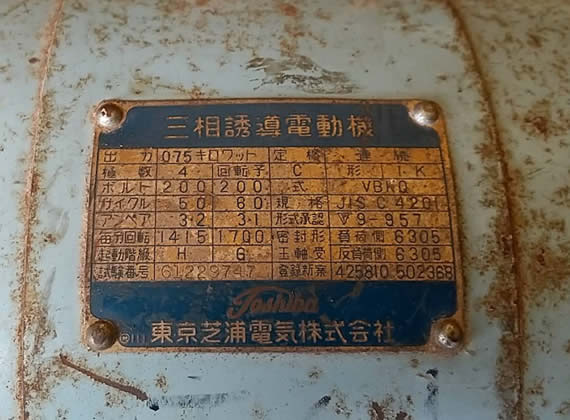 三相誘導電動機
出力 0.75 キロワット 定格 連続
極数 4 回転子 C 形 1-K
ボルト 200 200 式 VBKQ
サイクル 50 60 規格 JIS C 4201
アンペア 3.2 3.1 形式承認 ▽9-957
毎分回転 1415 1700 密封形 負荷側 6305
起動階級 H G 玉軸受 反負荷側 6305
試験番号 61229747 登録新案 425810 502368
Toshiba
東京芝浦電気株式会社